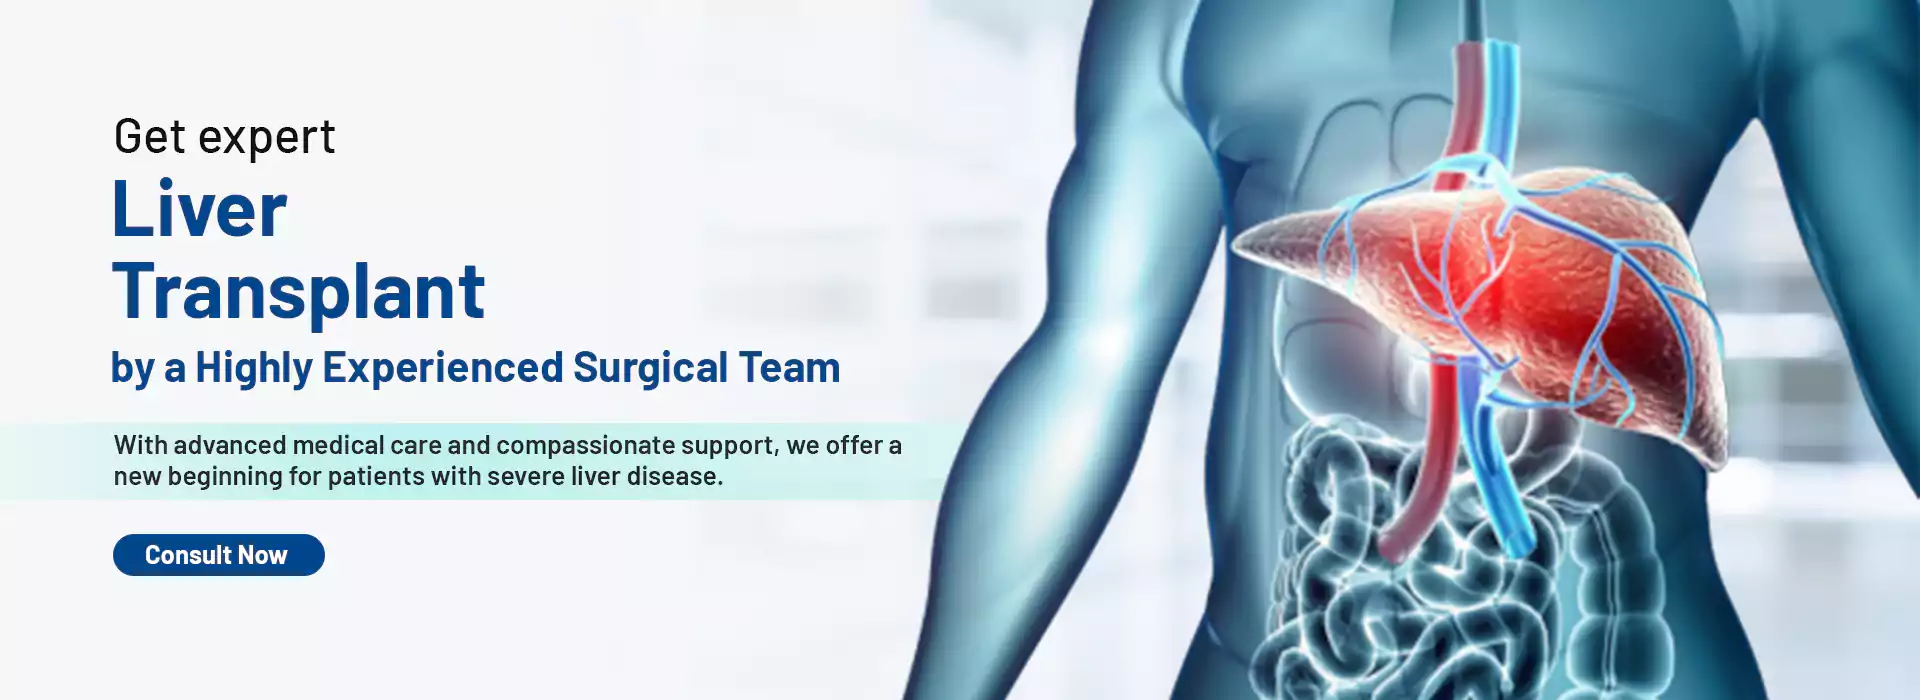 Get expert
Liver
Transplant
by a Highly Experienced Surgical Team
With advanced medical care and compassionate support, we offer a
new beginning for patients with severe liver disease.
Consult Now